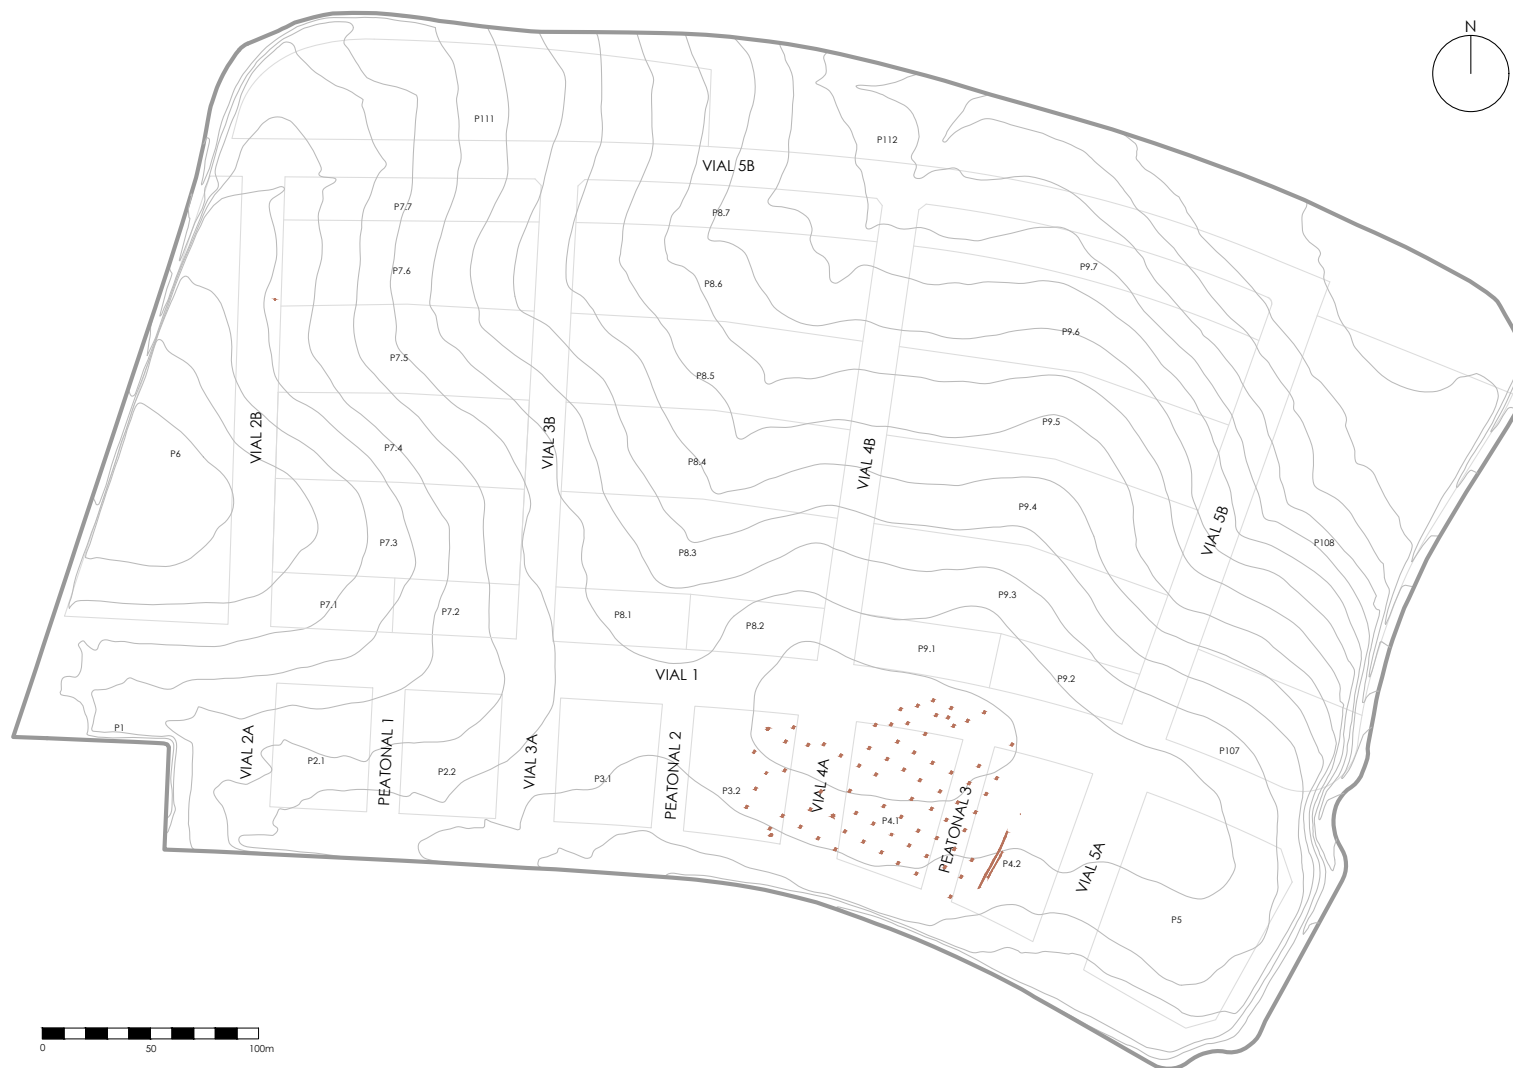 N
P111
P112
VIAL 5B
P7.7
P8.7
P7.6
P8.6
P9.7
P7.5
P8.5
P9.6
P6
VIAL 2B
P7.4
VIAL 3B
P8.4
VIAL 4B
P9.5
P7.3
P8.3
P9.4
VIAL 5B
P108
P7.1
P7.2
P8.1
P8.2
P9.3
P9.1
P9.2
VIAL 1
P1
VIAL 2A
P2.1
PEATONAL 1
P2.2
VIAL 3A
P3.1
PEATONAL 2
P3.2
VIAL 4A
P4.1
PEATONAL 3
P4.2
VIAL 5A
P107
P5
0 50 100m